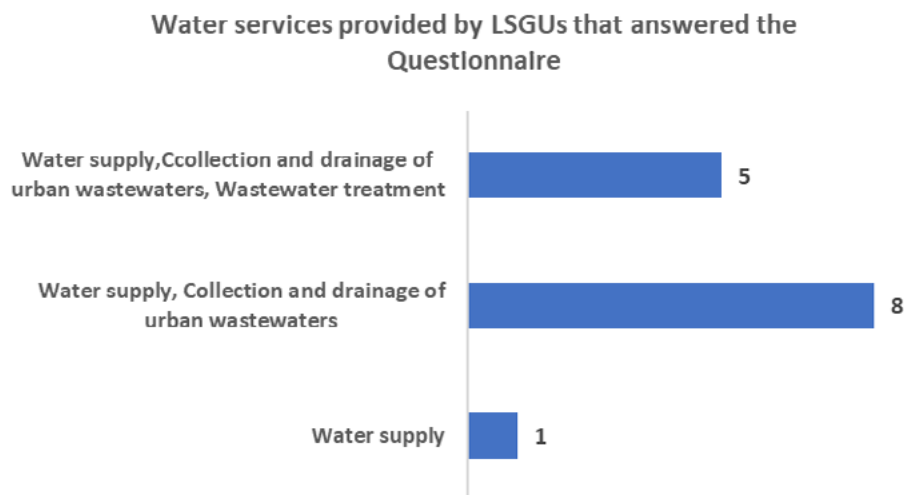 Water services provided by LSGUs that answered the
Questionnaire
Water supply,Ccollection and drainage of
urban wastewaters, Wastewater treatment
5
Water supply, Collection and drainage of
urban wastewaters
8
Water supply
1